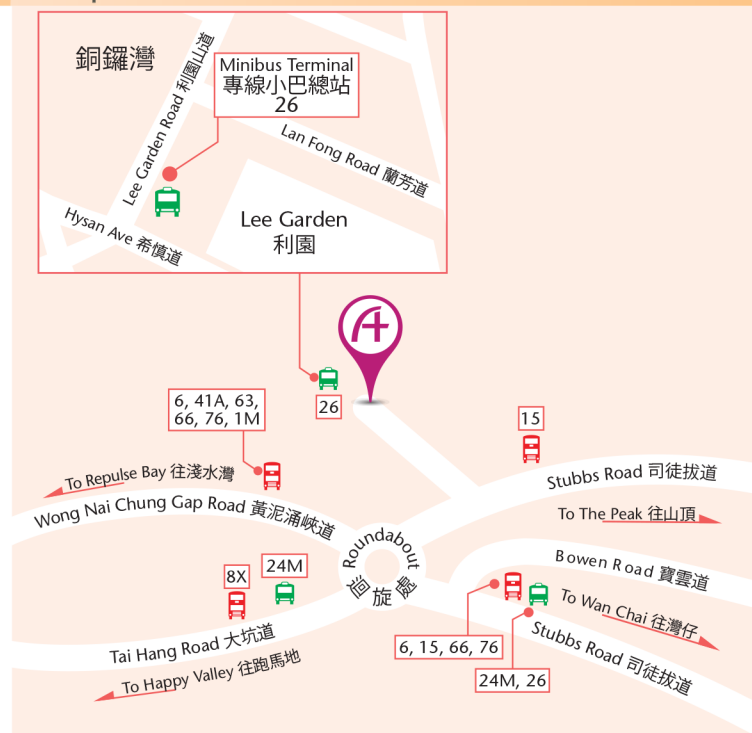 銅鑼灣
Lee Garden Road 利園山道
Minibus Terminal
專線小巴總站
26
Lan Fong Road 蘭芳道
Hysan Ave 希慎道
Lee Garden
利園
26
6, 41A, 63,
66, 76, 1M
15
To Repulse Bay 往淺水灣
Stubbs Road 司徒拔道
Wong Nai Chung Gap Road 黃泥涌峽道
To The Peak 往山頂
Roundabout
迴旋處
Bowen Road 寶雲道
8X
24M
To Wan Chai 往灣仔
Tai Hang Road 大坑道
6, 15, 66, 76
Stubbs Road 司徒拔道
24M, 26
To Happy Valley 往跑馬地